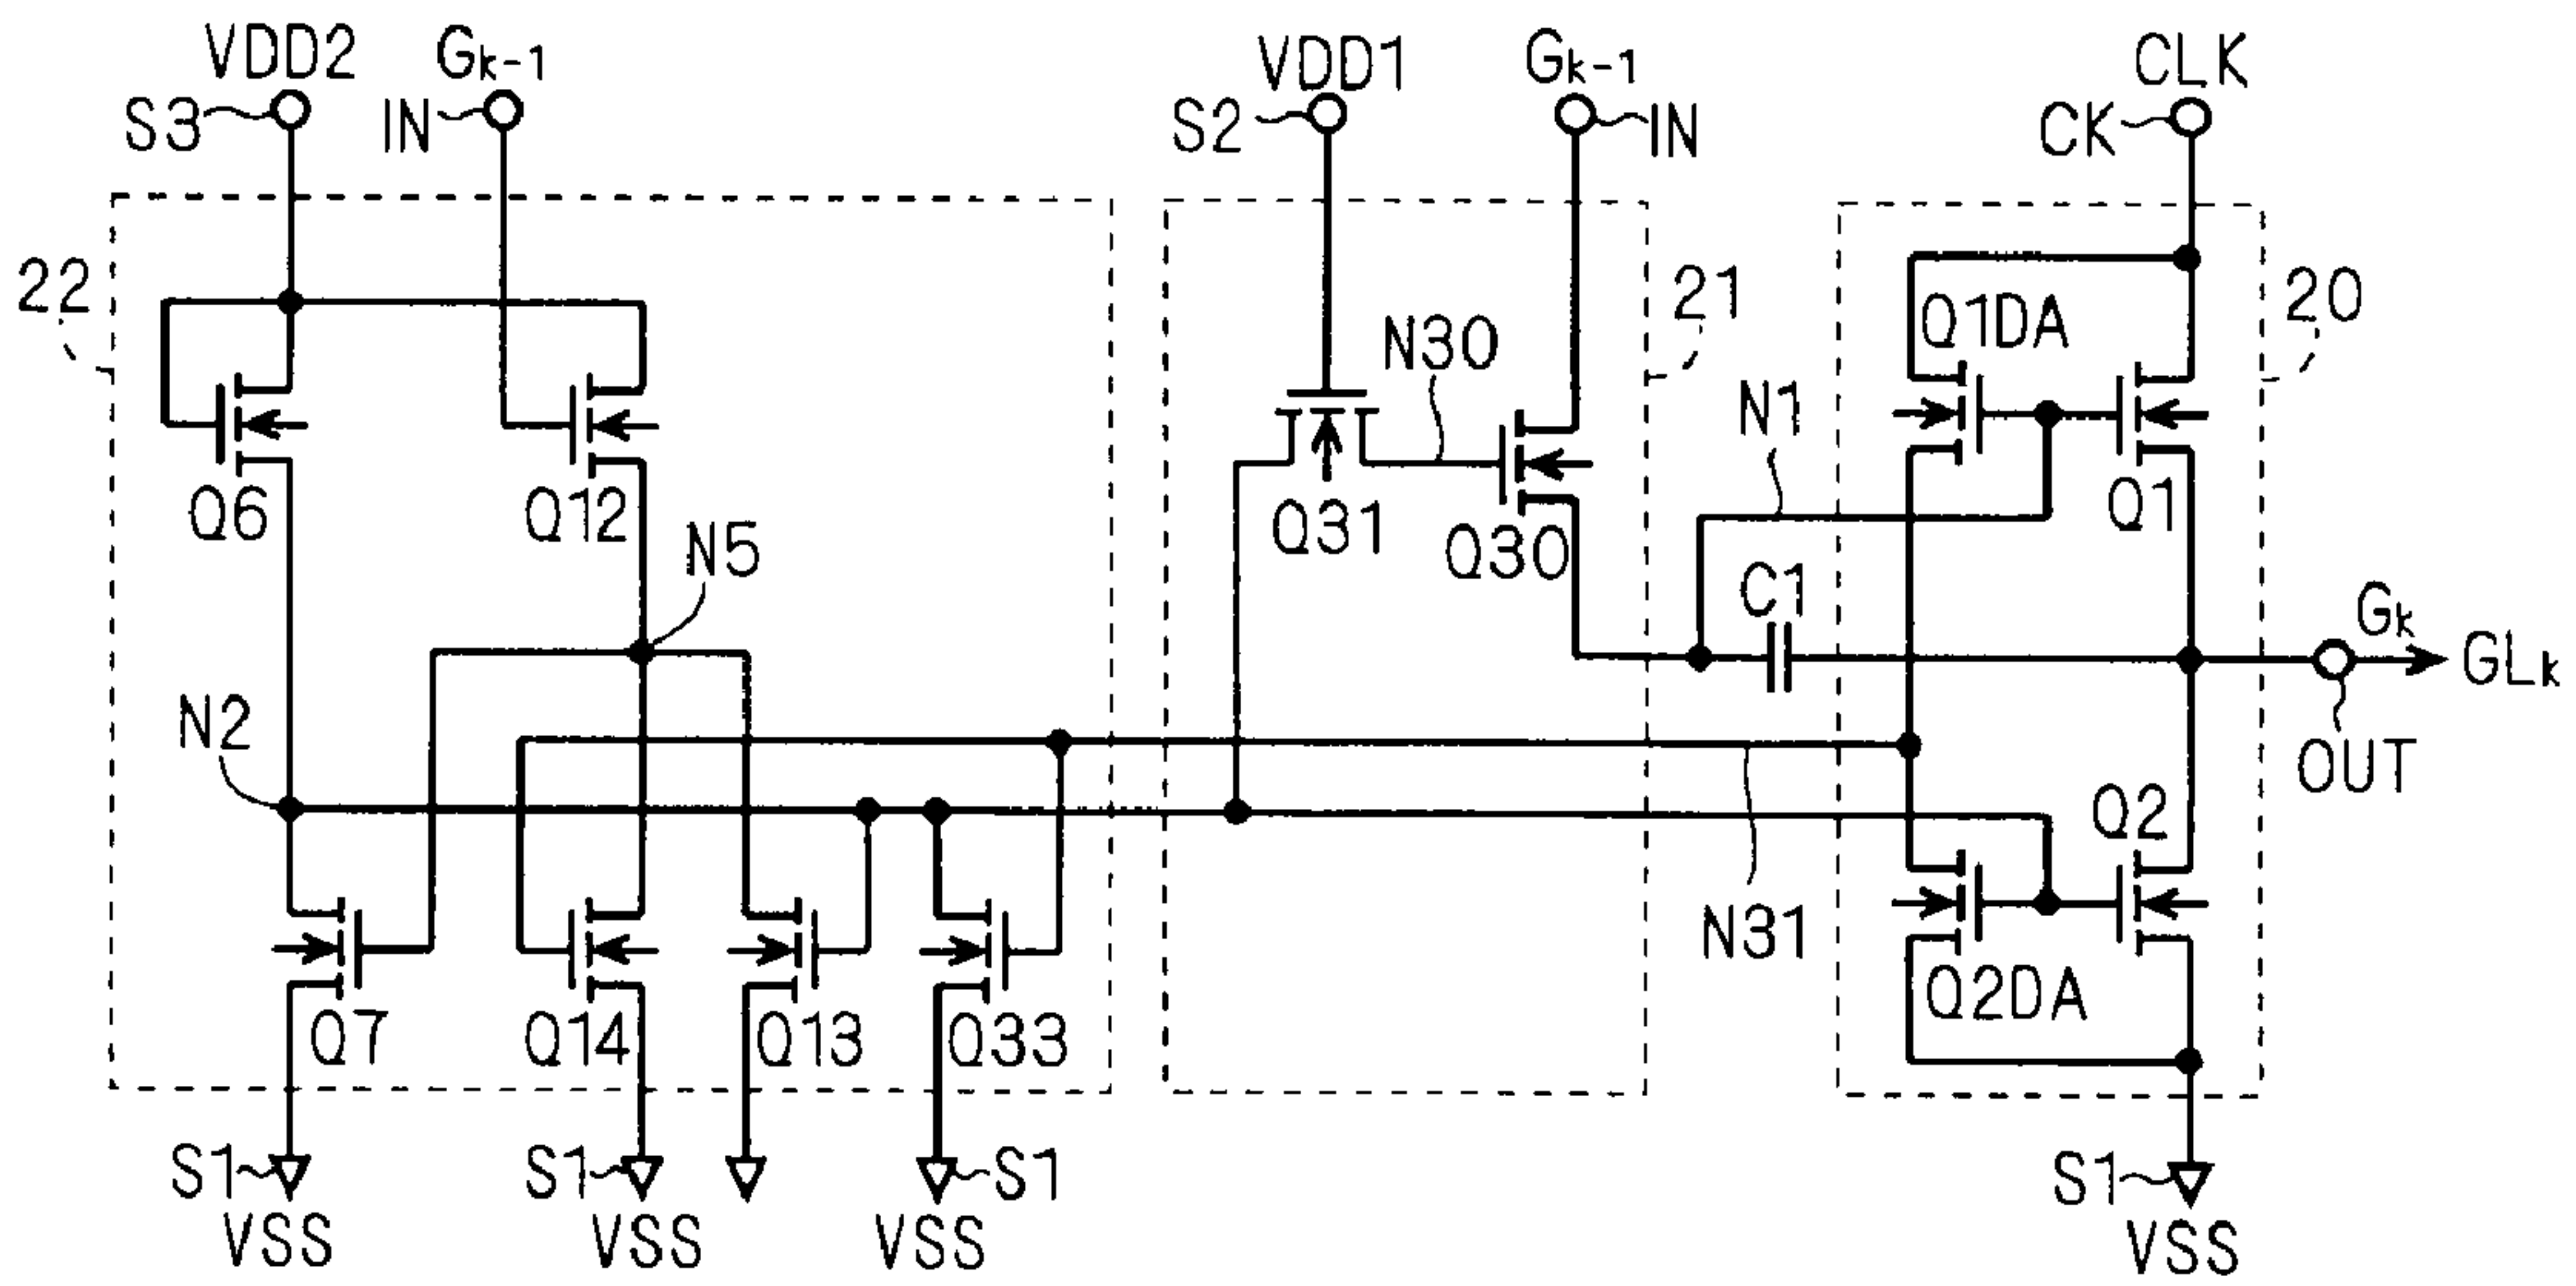 VDD2 Gk-1 VDD1 Gk-1 CLK
S3 IN S2 IN CK
22 21 20
Q1DA
N30 N1
Q6 Q12 Q31 Q30 Q1
N5 C1
Gk
GLk
N2 OUT
Q2
N31
Q2DA
Q7 Q14 Q13 Q33
S1 S1 S1 S1
VSS VSS VSS VSS